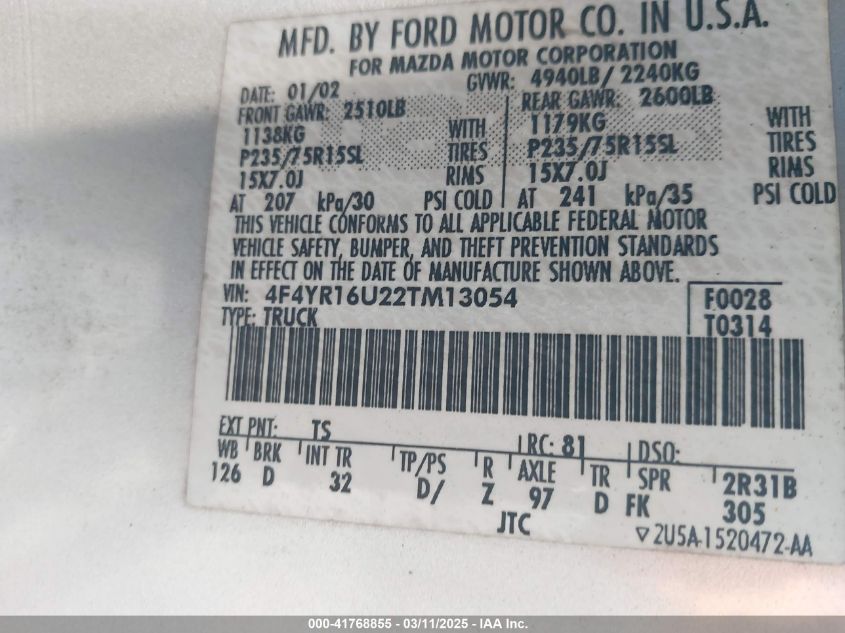 MFD. BY FORD MOTOR CO. IN U.S.A.
FOR MAZDA MOTOR CORPORATION
DATE: 01/02 GVWR: 4940LB/ 2240KG
FRONT GAWR: 2510LB REAR GAWR: 2600LB
1138KG WITH 1179KG WITH
P235/75R15SL TIRES P235/75R15SL TIRES
15X7.0J RIMS 15X7.0J RIMS
AT 207 kPa/30 PSI COLD AT 241 kPa/35 PSI COLD
THIS VEHICLE CONFORMS TO ALL APPLICABLE FEDERAL MOTOR
VEHICLE SAFETY, BUMPER, AND THEFT PREVENTION STANDARDS
IN EFFECT ON THE DATE OF MANUFACTURE SHOWN ABOVE.
VIN: 4F4YR16U22TM13054 F0028
TYPE: TRUCK T0314
EXT PNT: TS RC: 81 DSO:
WB BRK INT TR TP/PS R AXLE TR SPR 2R31B
126 D 32 D/ Z 97 D FK 305
JTC ▽2U5A-1520472-AA
000-41768855 - 03/11/2025 - IAA Inc.